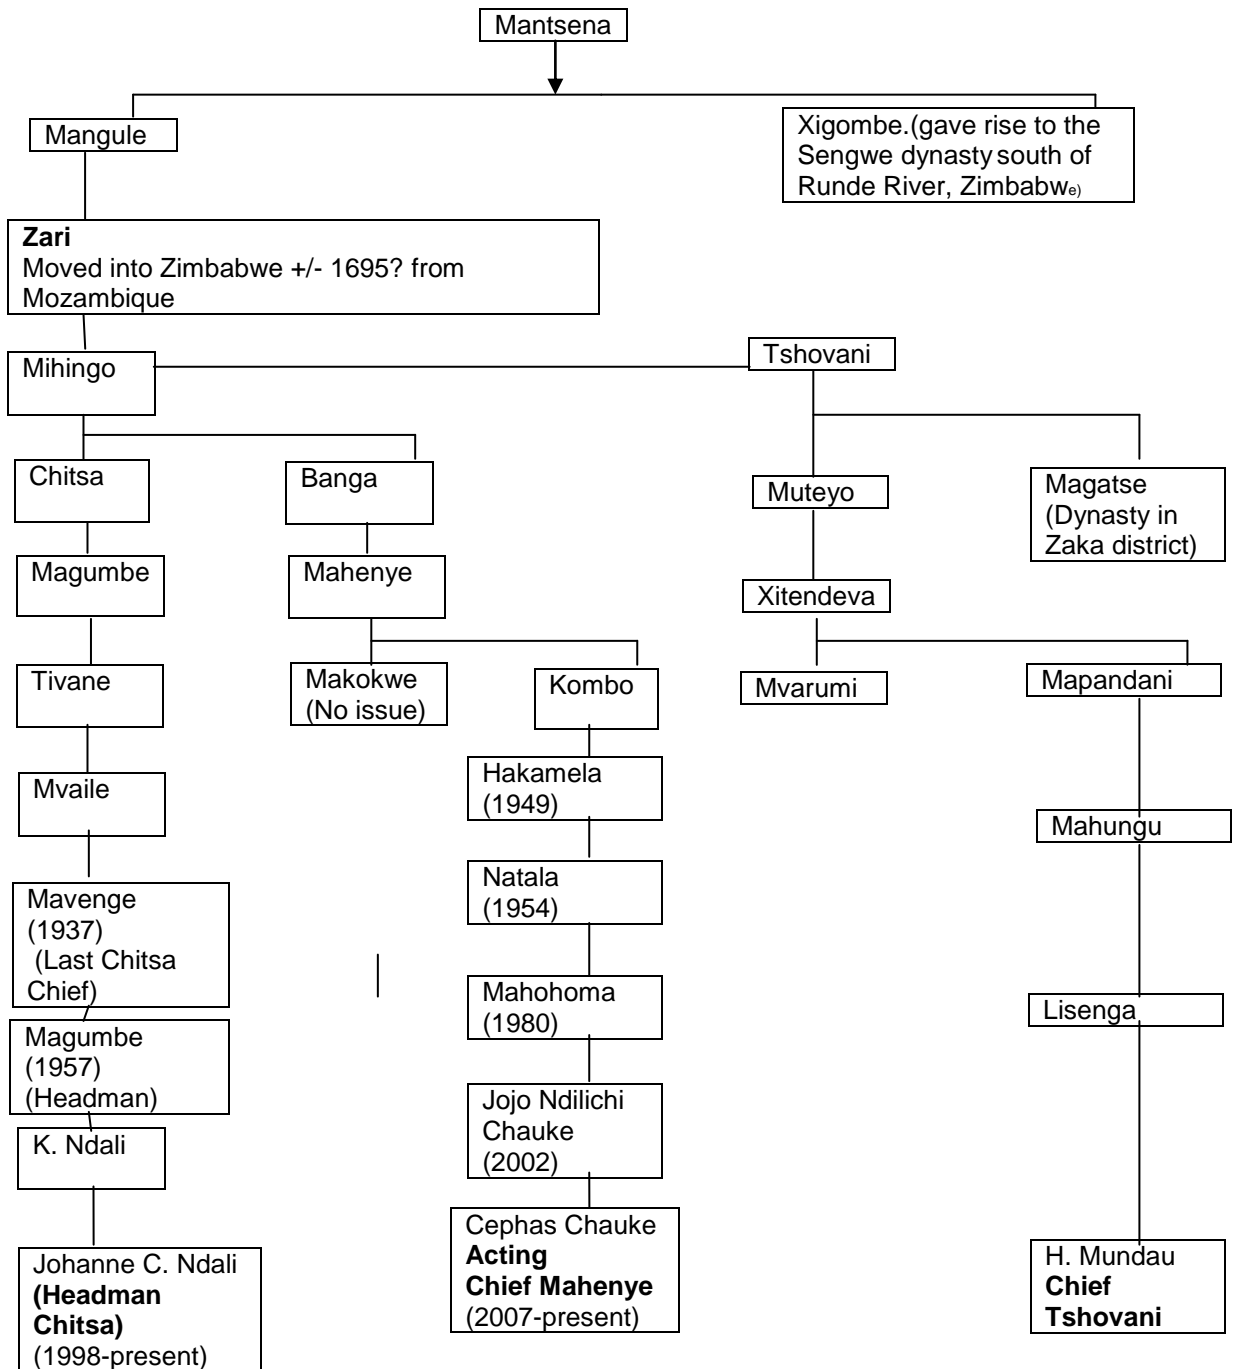 Mantsena
Mangule
Xigombe.(gave rise to the
Sengwe dynasty south of
Runde River, Zimbabwe)
Zari
Moved into Zimbabwe +/- 1695? from
Mozambique
Mihingo
Tshovani
Chitsa
Banga
Muteyo
Magatse
(Dynasty in
Zaka district)
Magumbe
Mahenye
Xitendeva
Tivane
Makokwe
(No issue)
Kombo
Mvarumi
Mapandani
Mvaile
Hakamela
(1949)
Mahungu
Mavenge
(1937)
(Last Chitsa
Chief)
Natala
(1954)
Mahohoma
(1980)
Lisenga
Magumbe
(1957)
(Headman)
Jojo Ndilichi
Chauke
(2002)
K. Ndali
Cephas Chauke
Acting
Chief Mahenye
(2007-present)
Johanne C. Ndali
(Headman
Chitsa)
(1998-present)
H. Mundau
Chief
Tshovani